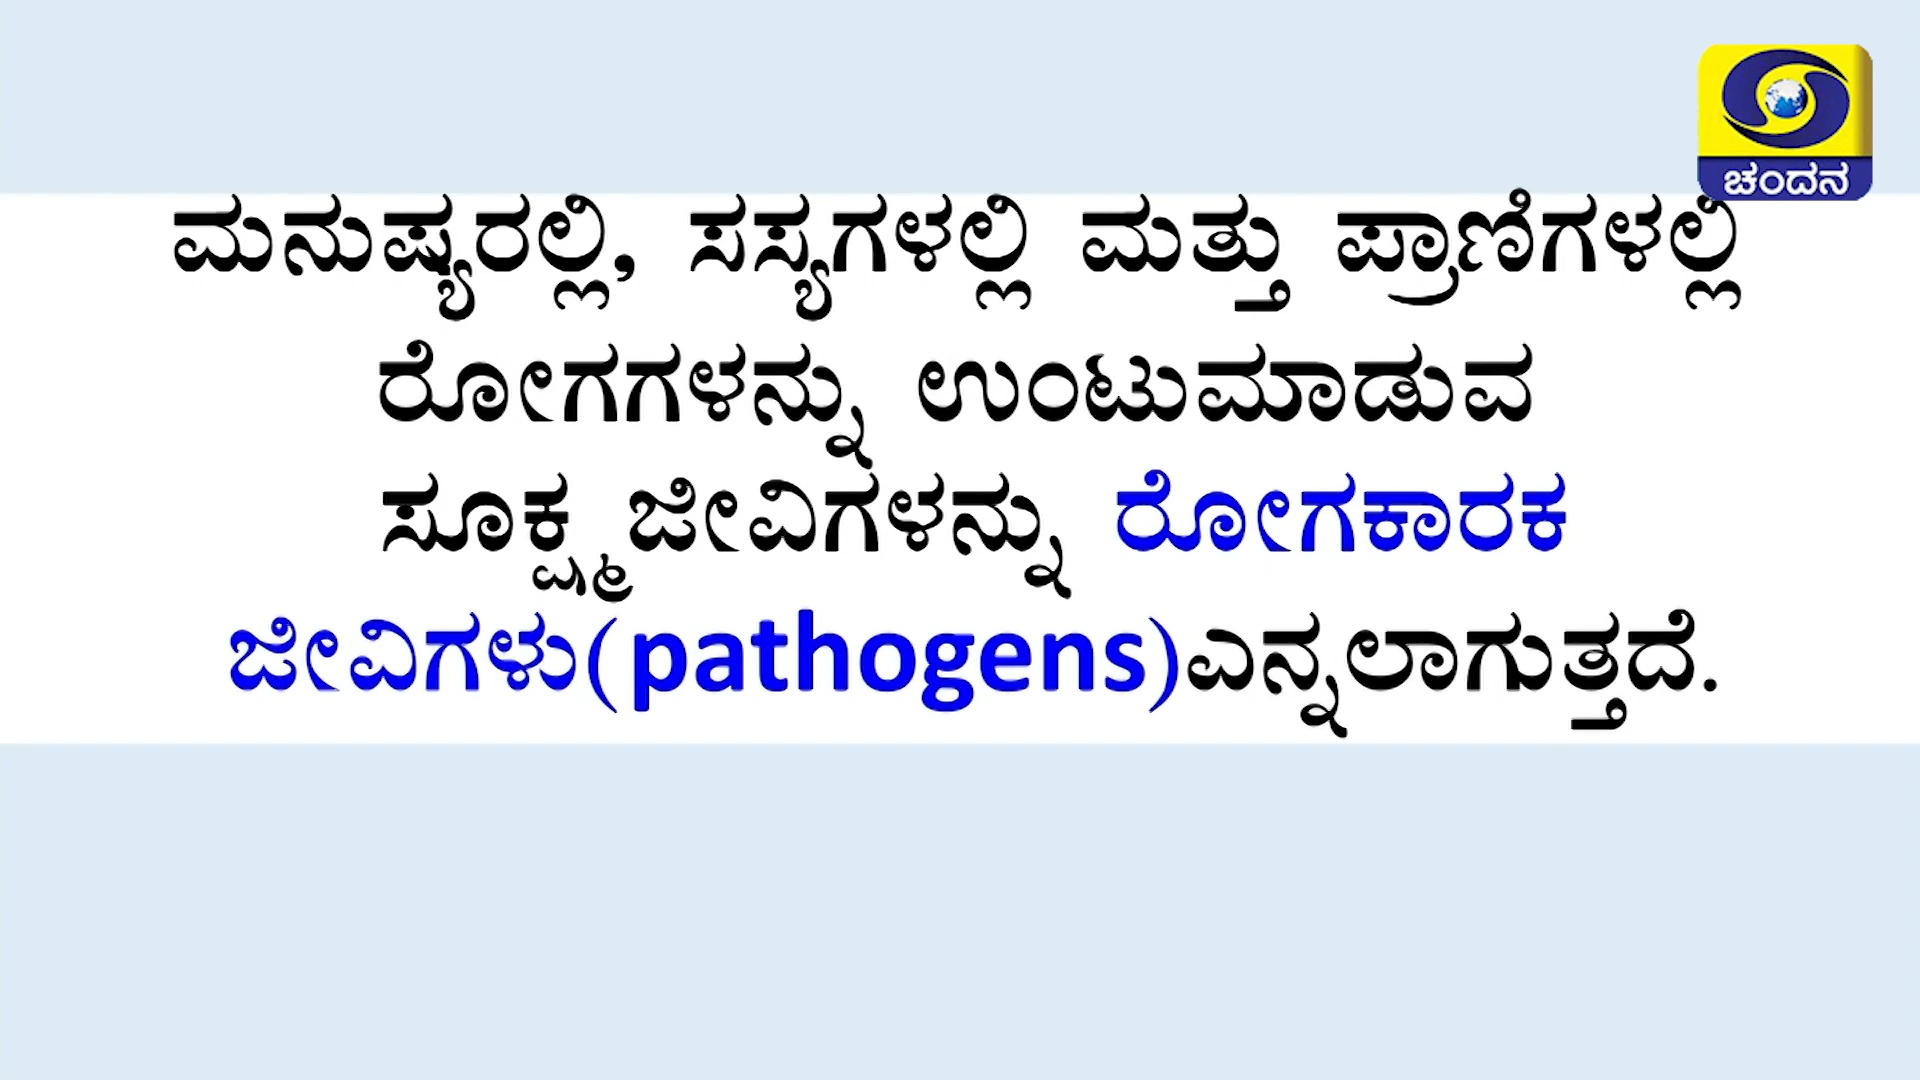 ಚಂದನ
ಮನುಷ್ಯರಲ್ಲಿ, ಸಸ್ಯಗಳಲ್ಲಿ ಮತ್ತು ಪ್ರಾಣಿಗಳಲ್ಲಿ
ರೋಗಗಳನ್ನು ಉಂಟುಮಾಡುವ
ಸೂಕ್ಷ್ಮಜೀವಿಗಳನ್ನು ರೋಗಕಾರಕ
ಜೀವಿಗಳು(pathogens)ಎನ್ನಲಾಗುತ್ತದೆ.